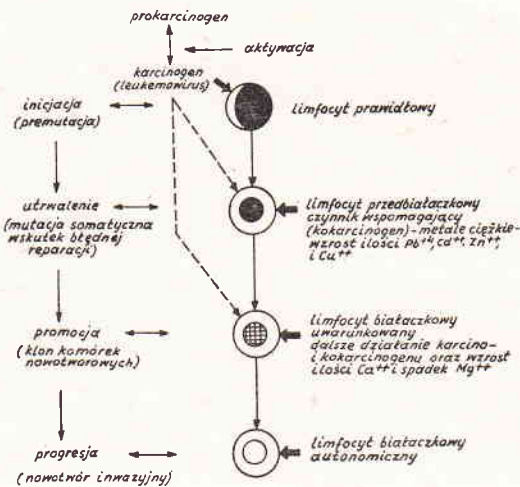 prokarcinogen
aktywacja
karcinogen
(leukemowirus)
inicjacja
(premutacja)
limfocyt prawidłowy
utrwalenie
(mutacja somatyczna
wskutek błędnej
reparacji)
limfocyt przedbiałaczkowy
czynnik wspomagający
(kokarcinogen) - metale ciężkie-
wzrost ilości Pb++, Cd++, Zn++,
i Cu++
promocja
(klon komórek
nowotworowych)
limfocyt białaczkowy
uwarunkowany
dalsze działanie karcino-
i kokarcinogenu oraz wzrost
ilości Ca++ i spadek Mg++
progresja
(nowotwór inwazyjny)
limfocyt białaczkowy
autonomiczny